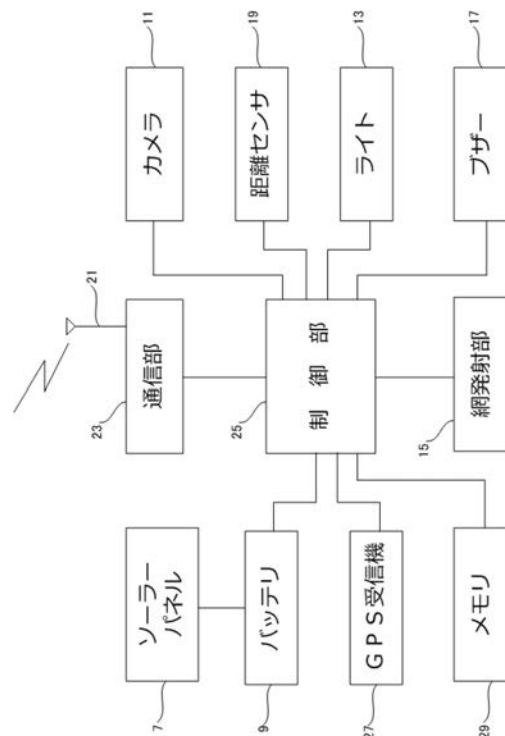 カメラ
11
距離センサ
19
ライト
13
ブザー
17
21
通信部
23
制御部
25
網発射部
15
ソーラー
パネル
7
バッテリ
9
GPS受信機
27
メモリ
29